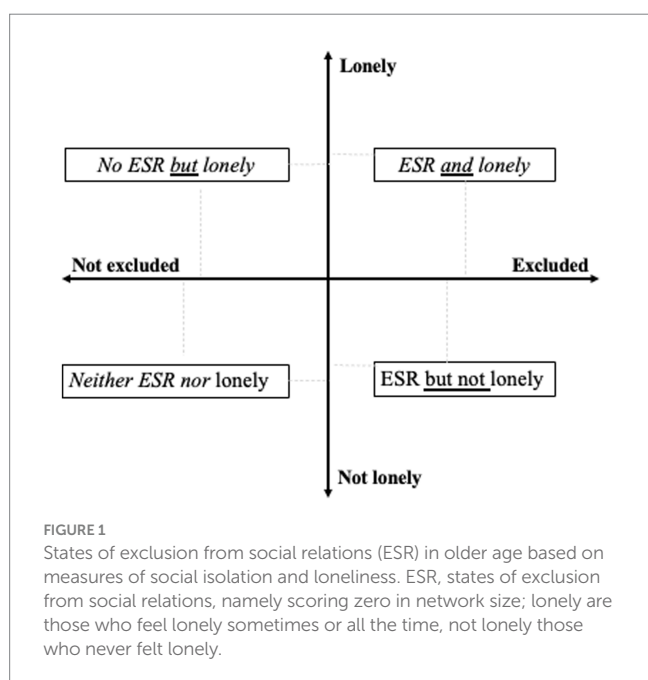 Lonely
No ESR but lonely
ESR and lonely
Not excluded
Excluded
Neither ESR nor lonely
ESR but not lonely
Not lonely
FIGURE 1
States of exclusion from social relations (ESR) in older age based on
measures of social isolation and loneliness. ESR, states of exclusion
from social relations, namely scoring zero in network size; lonely are
those who feel lonely sometimes or all the time, not lonely those
who never felt lonely.